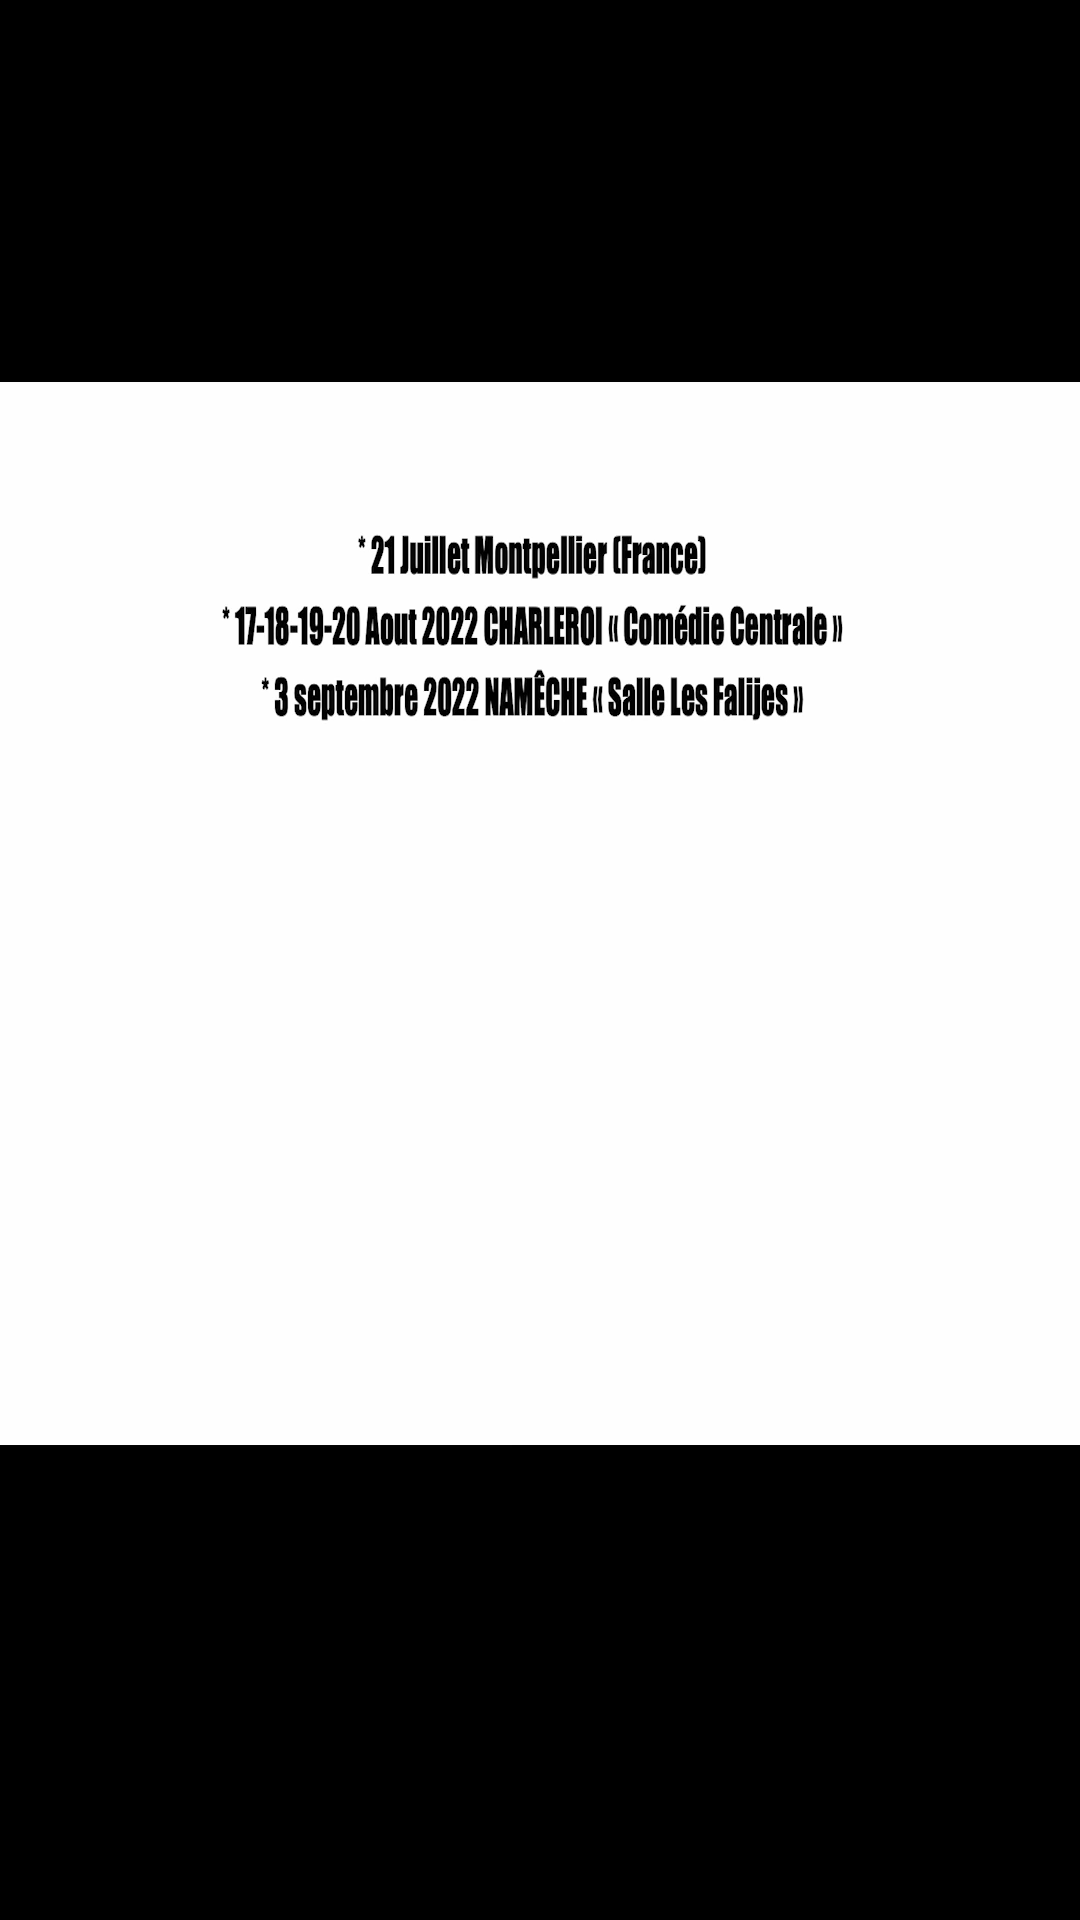 * 21 Juillet Montpellier (France)
* 17-18-19-20 Aout 2022 CHARLEROI « Comédie Centrale »
* 3 septembre 2022 NAMÊCHE « Salle Les Falijes »